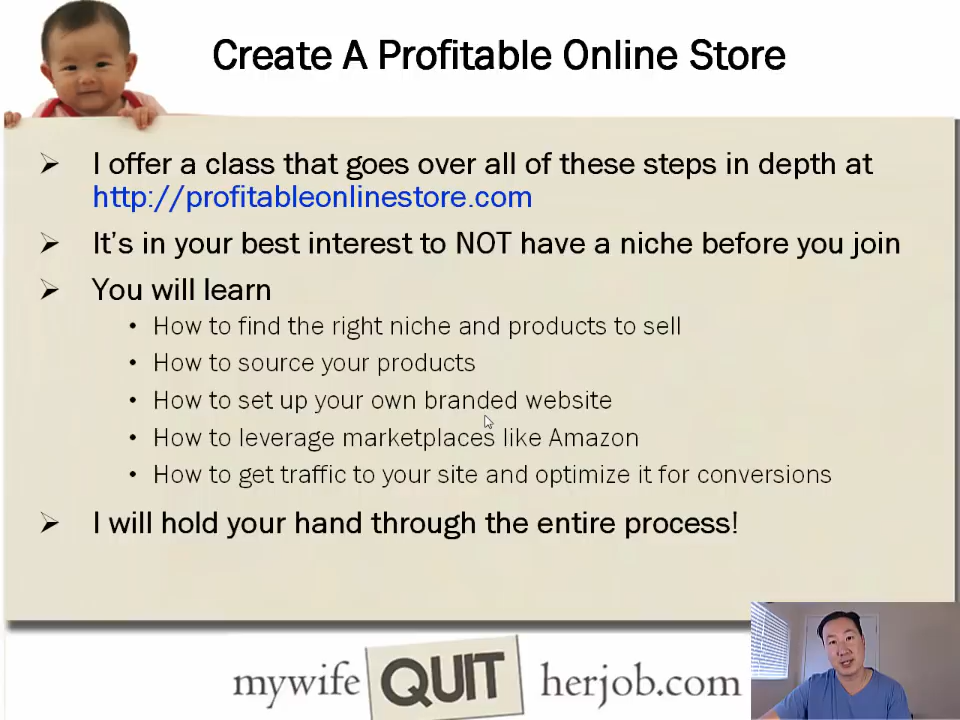 Create A Profitable Online Store
I offer a class that goes over all of these steps in depth at
http://profitableonlinestore.com
It's in your best interest to NOT have a niche before you join
You will learn
How to find the right niche and products to sell
How to source your products
How to set up your own branded website
How to leverage marketplaces like Amazon
How to get traffic to your site and optimize it for conversions
I will hold your hand through the entire process!
mywife QUIT herjob.com